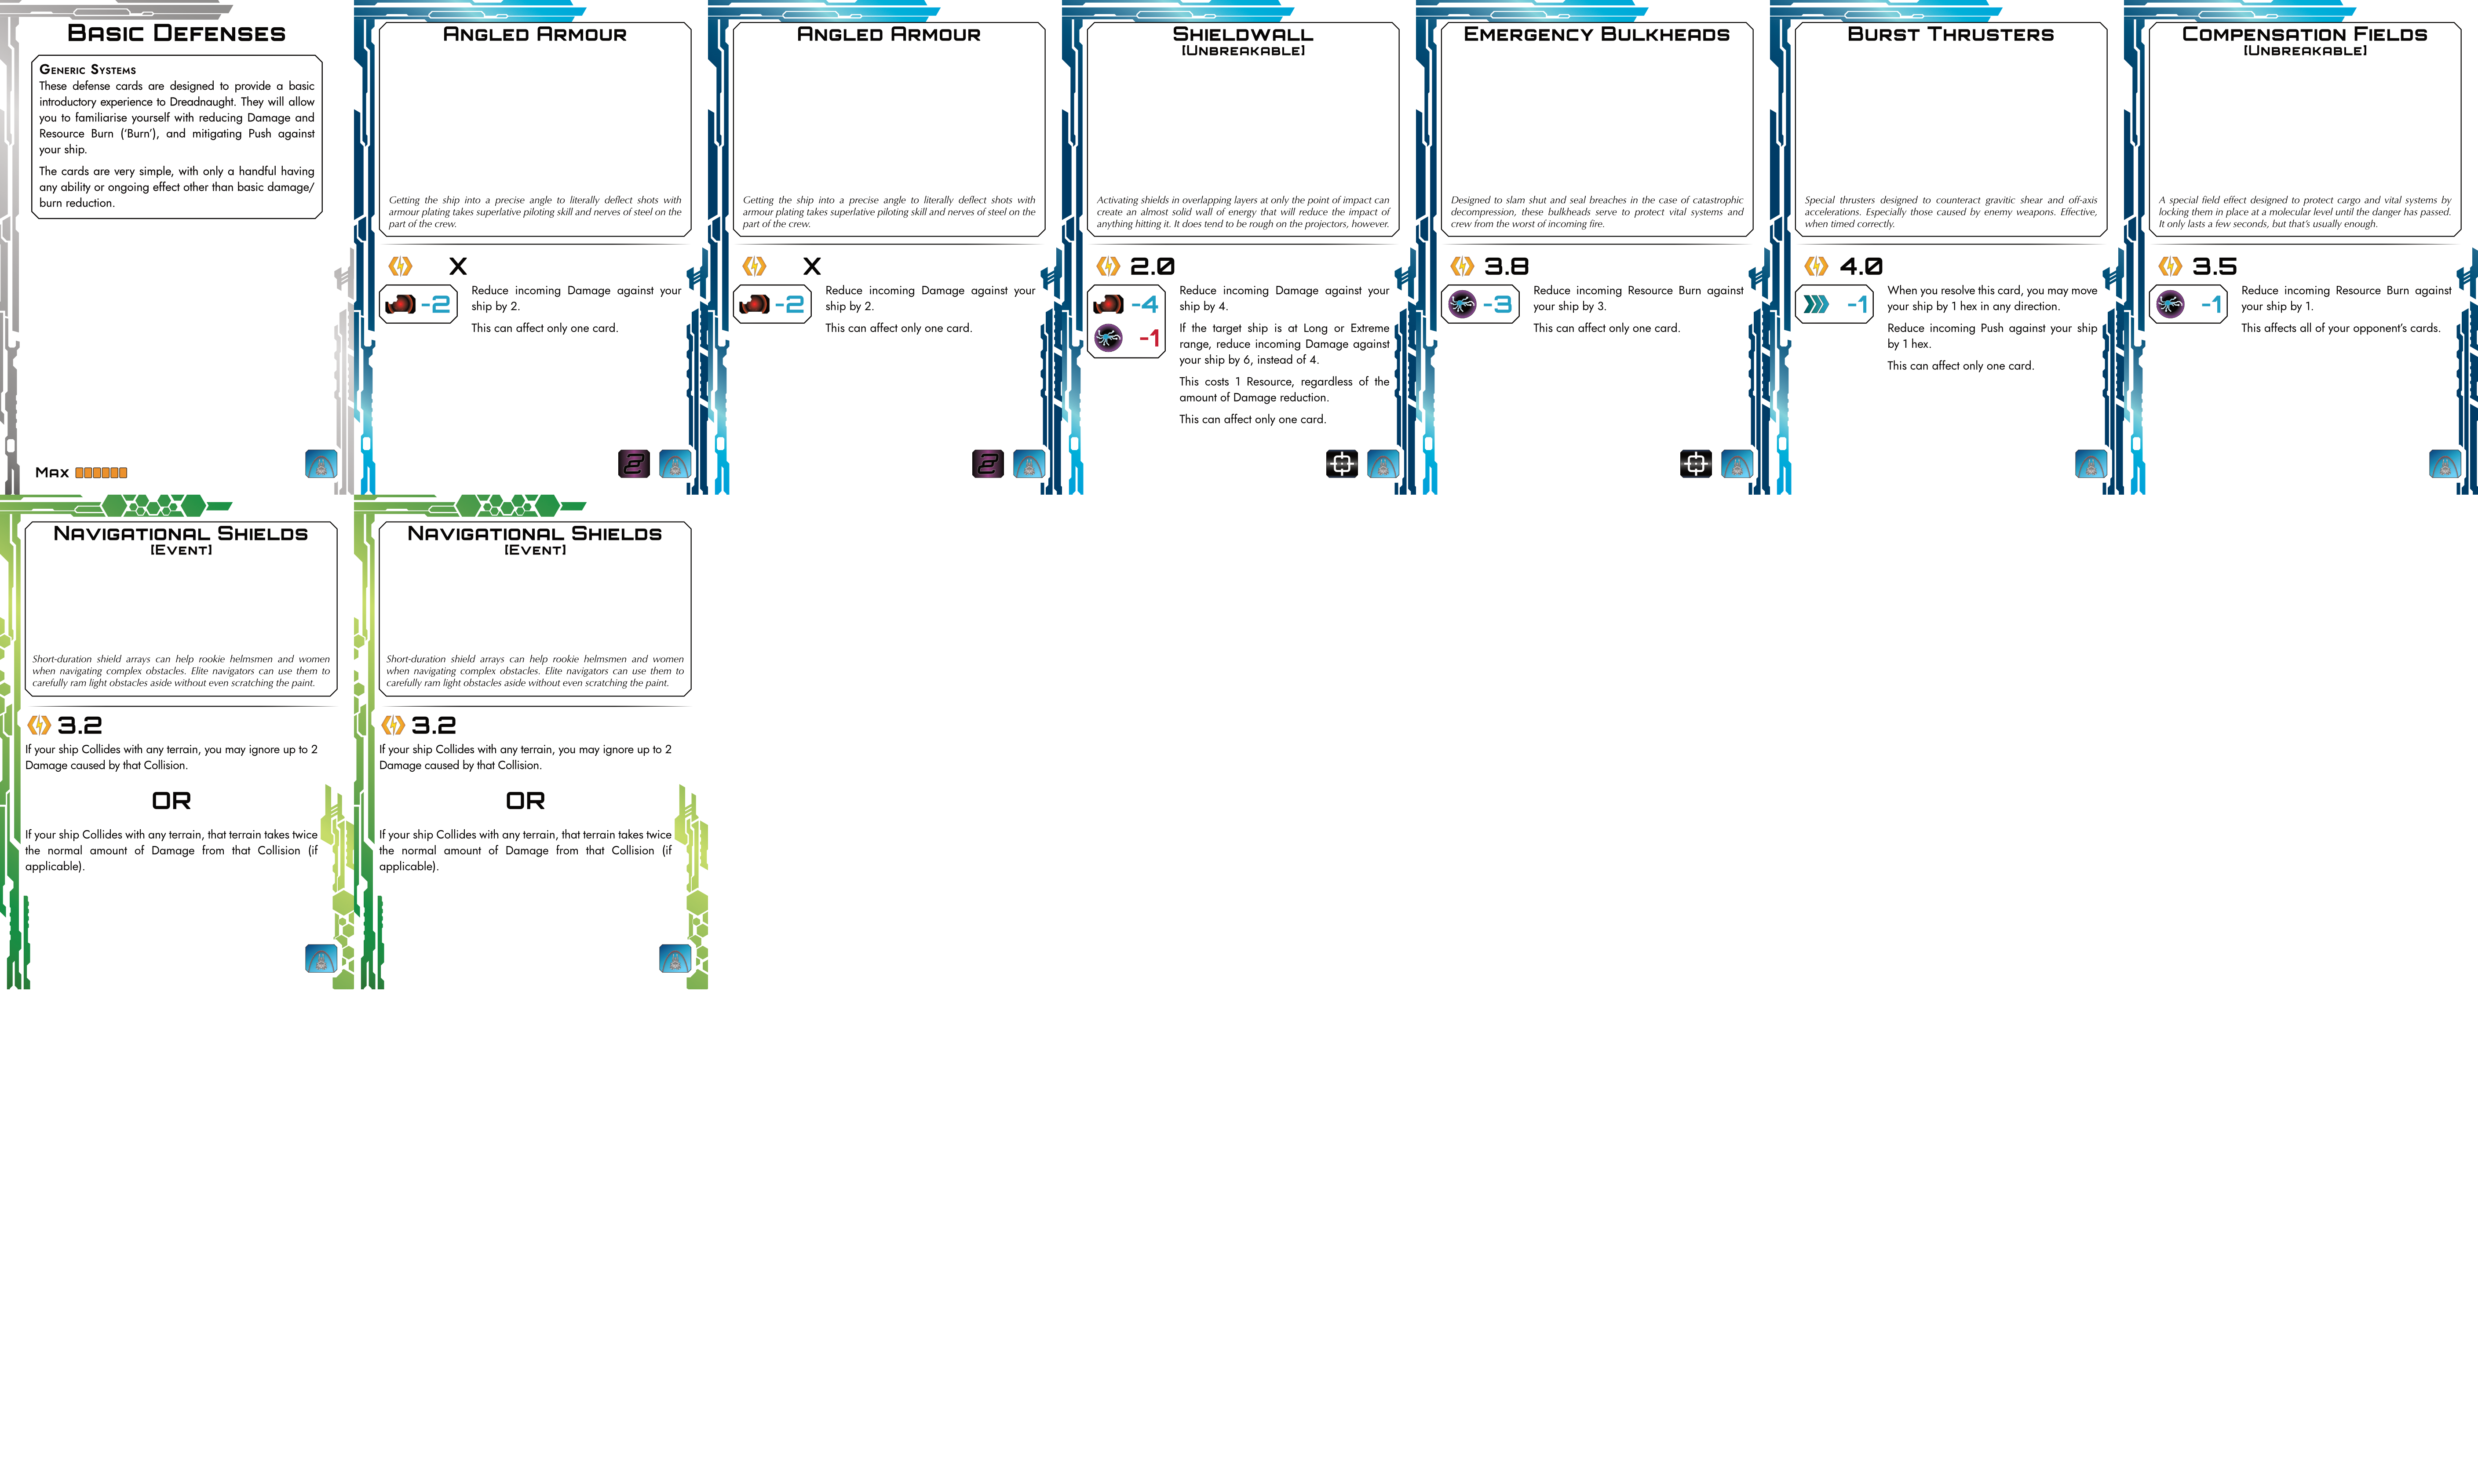 Basic Defenses
Generic Systems
These defense cards are designed to provide a basic
introductory experience to Dreadnaught. They will allow
you to familiarise yourself with reducing Damage and
Resource Burn (‘Burn’), and mitigating Push against
your ship.
The cards are very simple, with only a handful having
any ability or ongoing effect other than basic damage/
burn reduction.
Max
Angled Armour
Getting the ship into a precise angle to literally deflect shots with
armour plating takes superlative piloting skill and nerves of steel on the
part of the crew.
X
-2
Reduce incoming Damage against your
ship by 2.
This can affect only one card.
2
Angled Armour
Getting the ship into a precise angle to literally deflect shots with
armour plating takes superlative piloting skill and nerves of steel on the
part of the crew.
X
-2
Reduce incoming Damage against your
ship by 2.
This can affect only one card.
2
Shieldwall
[Unbreakable]
Activating shields in overlapping layers at only the point of impact can
create an almost solid wall of energy that will reduce the impact of
anything hitting it. It does tend to be rough on the projectors, however.
2.0
-4
-1
Reduce incoming Damage against your
ship by 4.
If the target ship is at Long or Extreme
range, reduce incoming Damage against
your ship by 6, instead of 4.
This costs 1 Resource, regardless of the
amount of Damage reduction.
This can affect only one card.
Emergency Bulkheads
Designed to slam shut and seal breaches in the case of catastrophic
decompression, these bulkheads serve to protect vital systems and
crew from the worst of incoming fire.
3.8
-3
Reduce incoming Resource Burn against
your ship by 3.
This can affect only one card.
Burst Thrusters
Special thrusters designed to counteract gravitic shear and off-axis
accelerations. Especially those caused by enemy weapons. Effective,
when timed correctly.
4.0
-1
When you resolve this card, you may move
your ship by 1 hex in any direction.
Reduce incoming Push against your ship
by 1 hex.
This can affect only one card.
Compensation Fields
[Unbreakable]
A special field effect designed to protect cargo and vital systems by
locking them in place at a molecular level until the danger has passed.
It only lasts a few seconds, but that’s usually enough.
3.5
-1
Reduce incoming Resource Burn against
your ship by 1.
This affects all of your opponent’s cards.
Navigational Shields
[Event]
Short-duration shield arrays can help rookie helmsmen and women
when navigating complex obstacles. Elite navigators can use them to
carefully ram light obstacles aside without even scratching the paint.
3.2
If your ship Collides with any terrain, you may ignore up to 2
Damage caused by that Collision.
OR
If your ship Collides with any terrain, that terrain takes twice
the normal amount of Damage from that Collision (if
applicable).
Navigational Shields
[Event]
Short-duration shield arrays can help rookie helmsmen and women
when navigating complex obstacles. Elite navigators can use them to
carefully ram light obstacles aside without even scratching the paint.
3.2
If your ship Collides with any terrain, you may ignore up to 2
Damage caused by that Collision.
OR
If your ship Collides with any terrain, that terrain takes twice
the normal amount of Damage from that Collision (if
applicable).